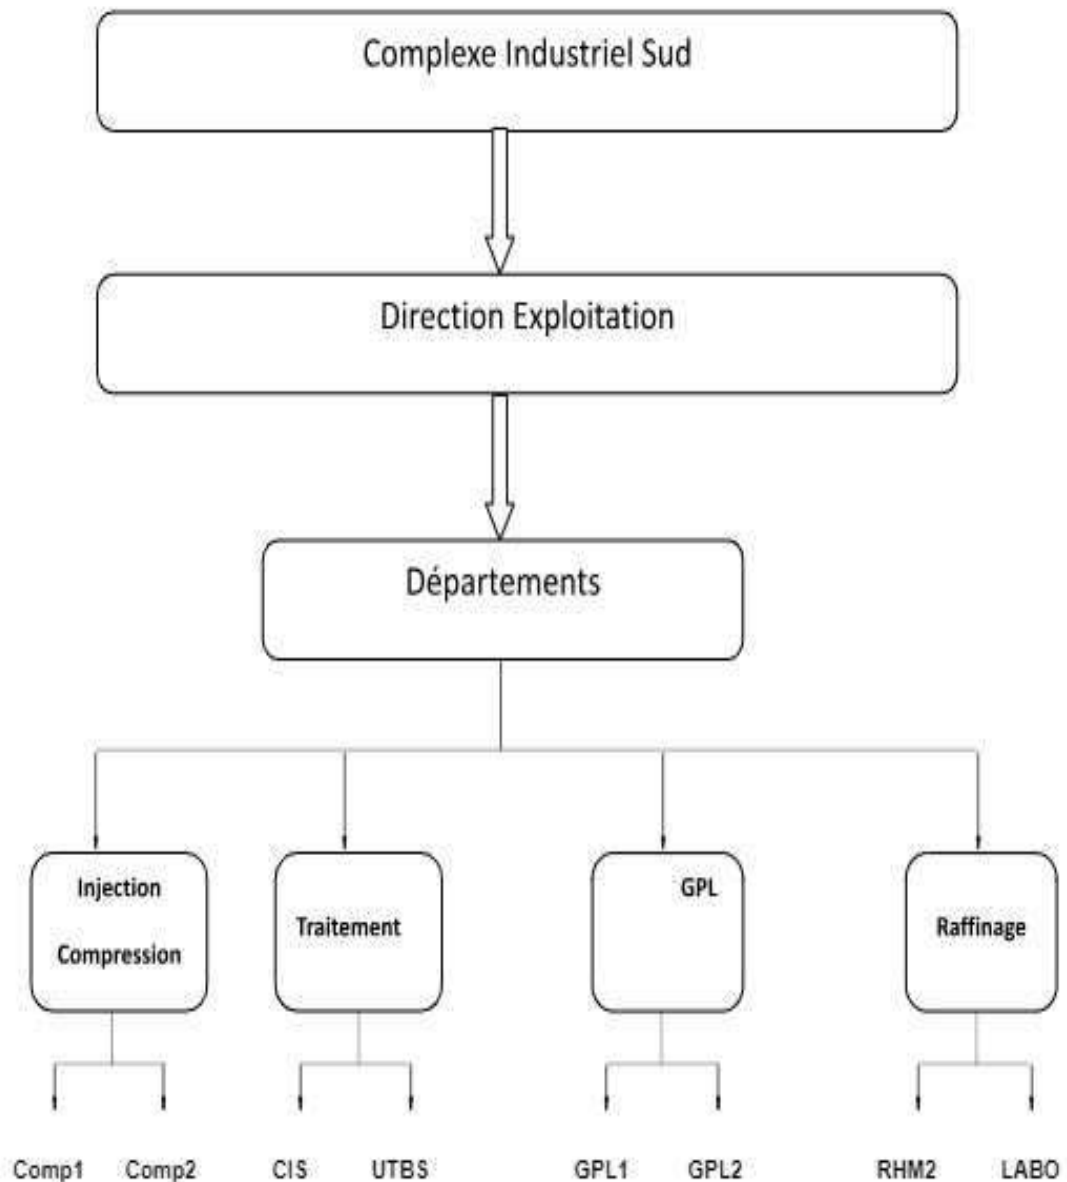 Complexe Industriel Sud
Direction Exploitation
Départements
Injection
Compression
Traitement
GPL
Raffinage
Comp1
Comp2
CIS
UTBS
GPL1
GPL2
RHM2
LABO